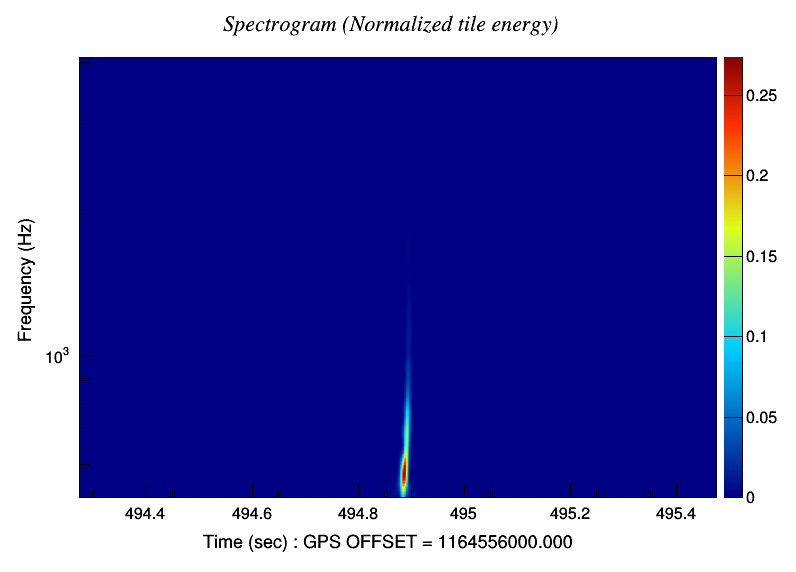 Spectrogram (Normalized tile energy)
Frequency (Hz)
10³
0.25
0.2
0.15
0.1
0.05
0
494.4 494.6 494.8 495 495.2 495.4
Time (sec) : GPS OFFSET = 1164556000.000